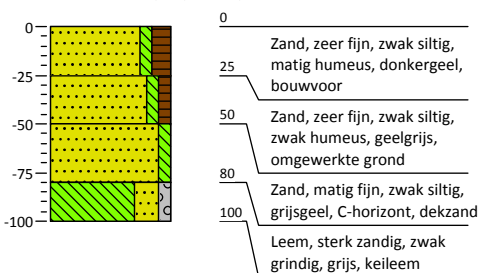 0
-25
-50
-75
-100
0
Zand, zeer fijn, zwak siltig,
matig humeus, donkergeel,
bouwvoor
25
Zand, zeer fijn, zwak siltig,
zwak humeus, geelgrijs,
omgewerkte grond
50
Zand, matig fijn, zwak siltig,
grijsgeel, C-horizont, dekzand
80
Leem, sterk zandig, zwak
grindig, grijs, keileem
100